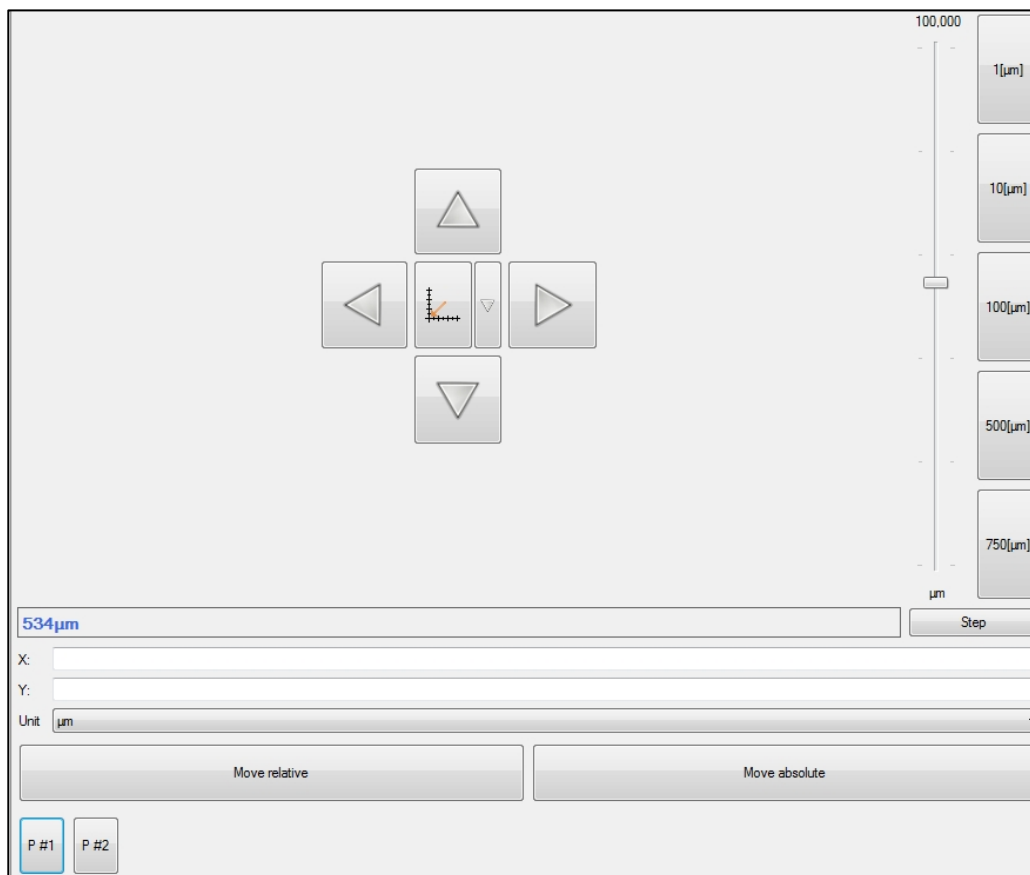 100,000
1[µm]
10[µm]
100[µm]
500[µm]
750[µm]
µm
534µm
Step
X:
Y:
Unit µm
Move relative Move absolute
P #1 P #2